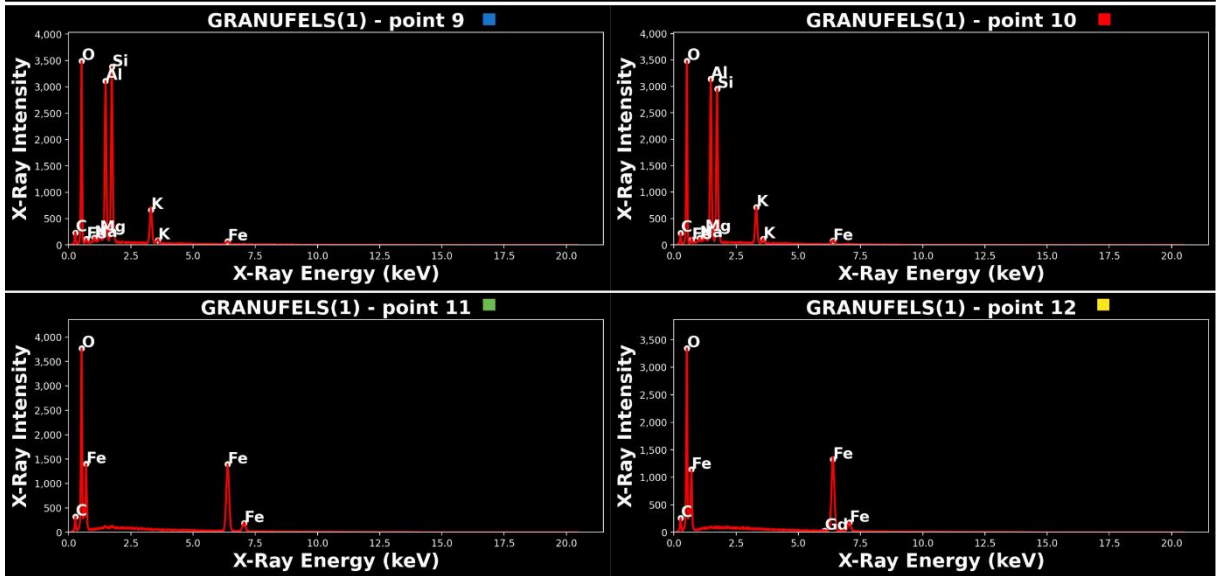 GRANUFELS(1) - point 9
X-Ray Intensity
4,000
3,500
3,000
2,500
2,000
1,500
1,000
500
0
O
Si
Al
C
Mg
K
K
Fe
0.0 2.5 5.0 7.5 10.0 12.5 15.0 17.5 20.0
X-Ray Energy (keV)
GRANUFELS(1) - point 10
X-Ray Intensity
4,000
3,500
3,000
2,500
2,000
1,500
1,000
500
0
O
Al
Si
C
Mg
K
K
Fe
0.0 2.5 5.0 7.5 10.0 12.5 15.0 17.5 20.0
X-Ray Energy (keV)
GRANUFELS(1) - point 11
X-Ray Intensity
4,000
3,500
3,000
2,500
2,000
1,500
1,000
500
0
O
Fe
C
Fe
Fe
0.0 2.5 5.0 7.5 10.0 12.5 15.0 17.5 20.0
X-Ray Energy (keV)
GRANUFELS(1) - point 12
X-Ray Intensity
3,500
3,000
2,500
2,000
1,500
1,000
500
0
O
Fe
C
Fe
Gd
Fe
0.0 2.5 5.0 7.5 10.0 12.5 15.0 17.5 20.0
X-Ray Energy (keV)